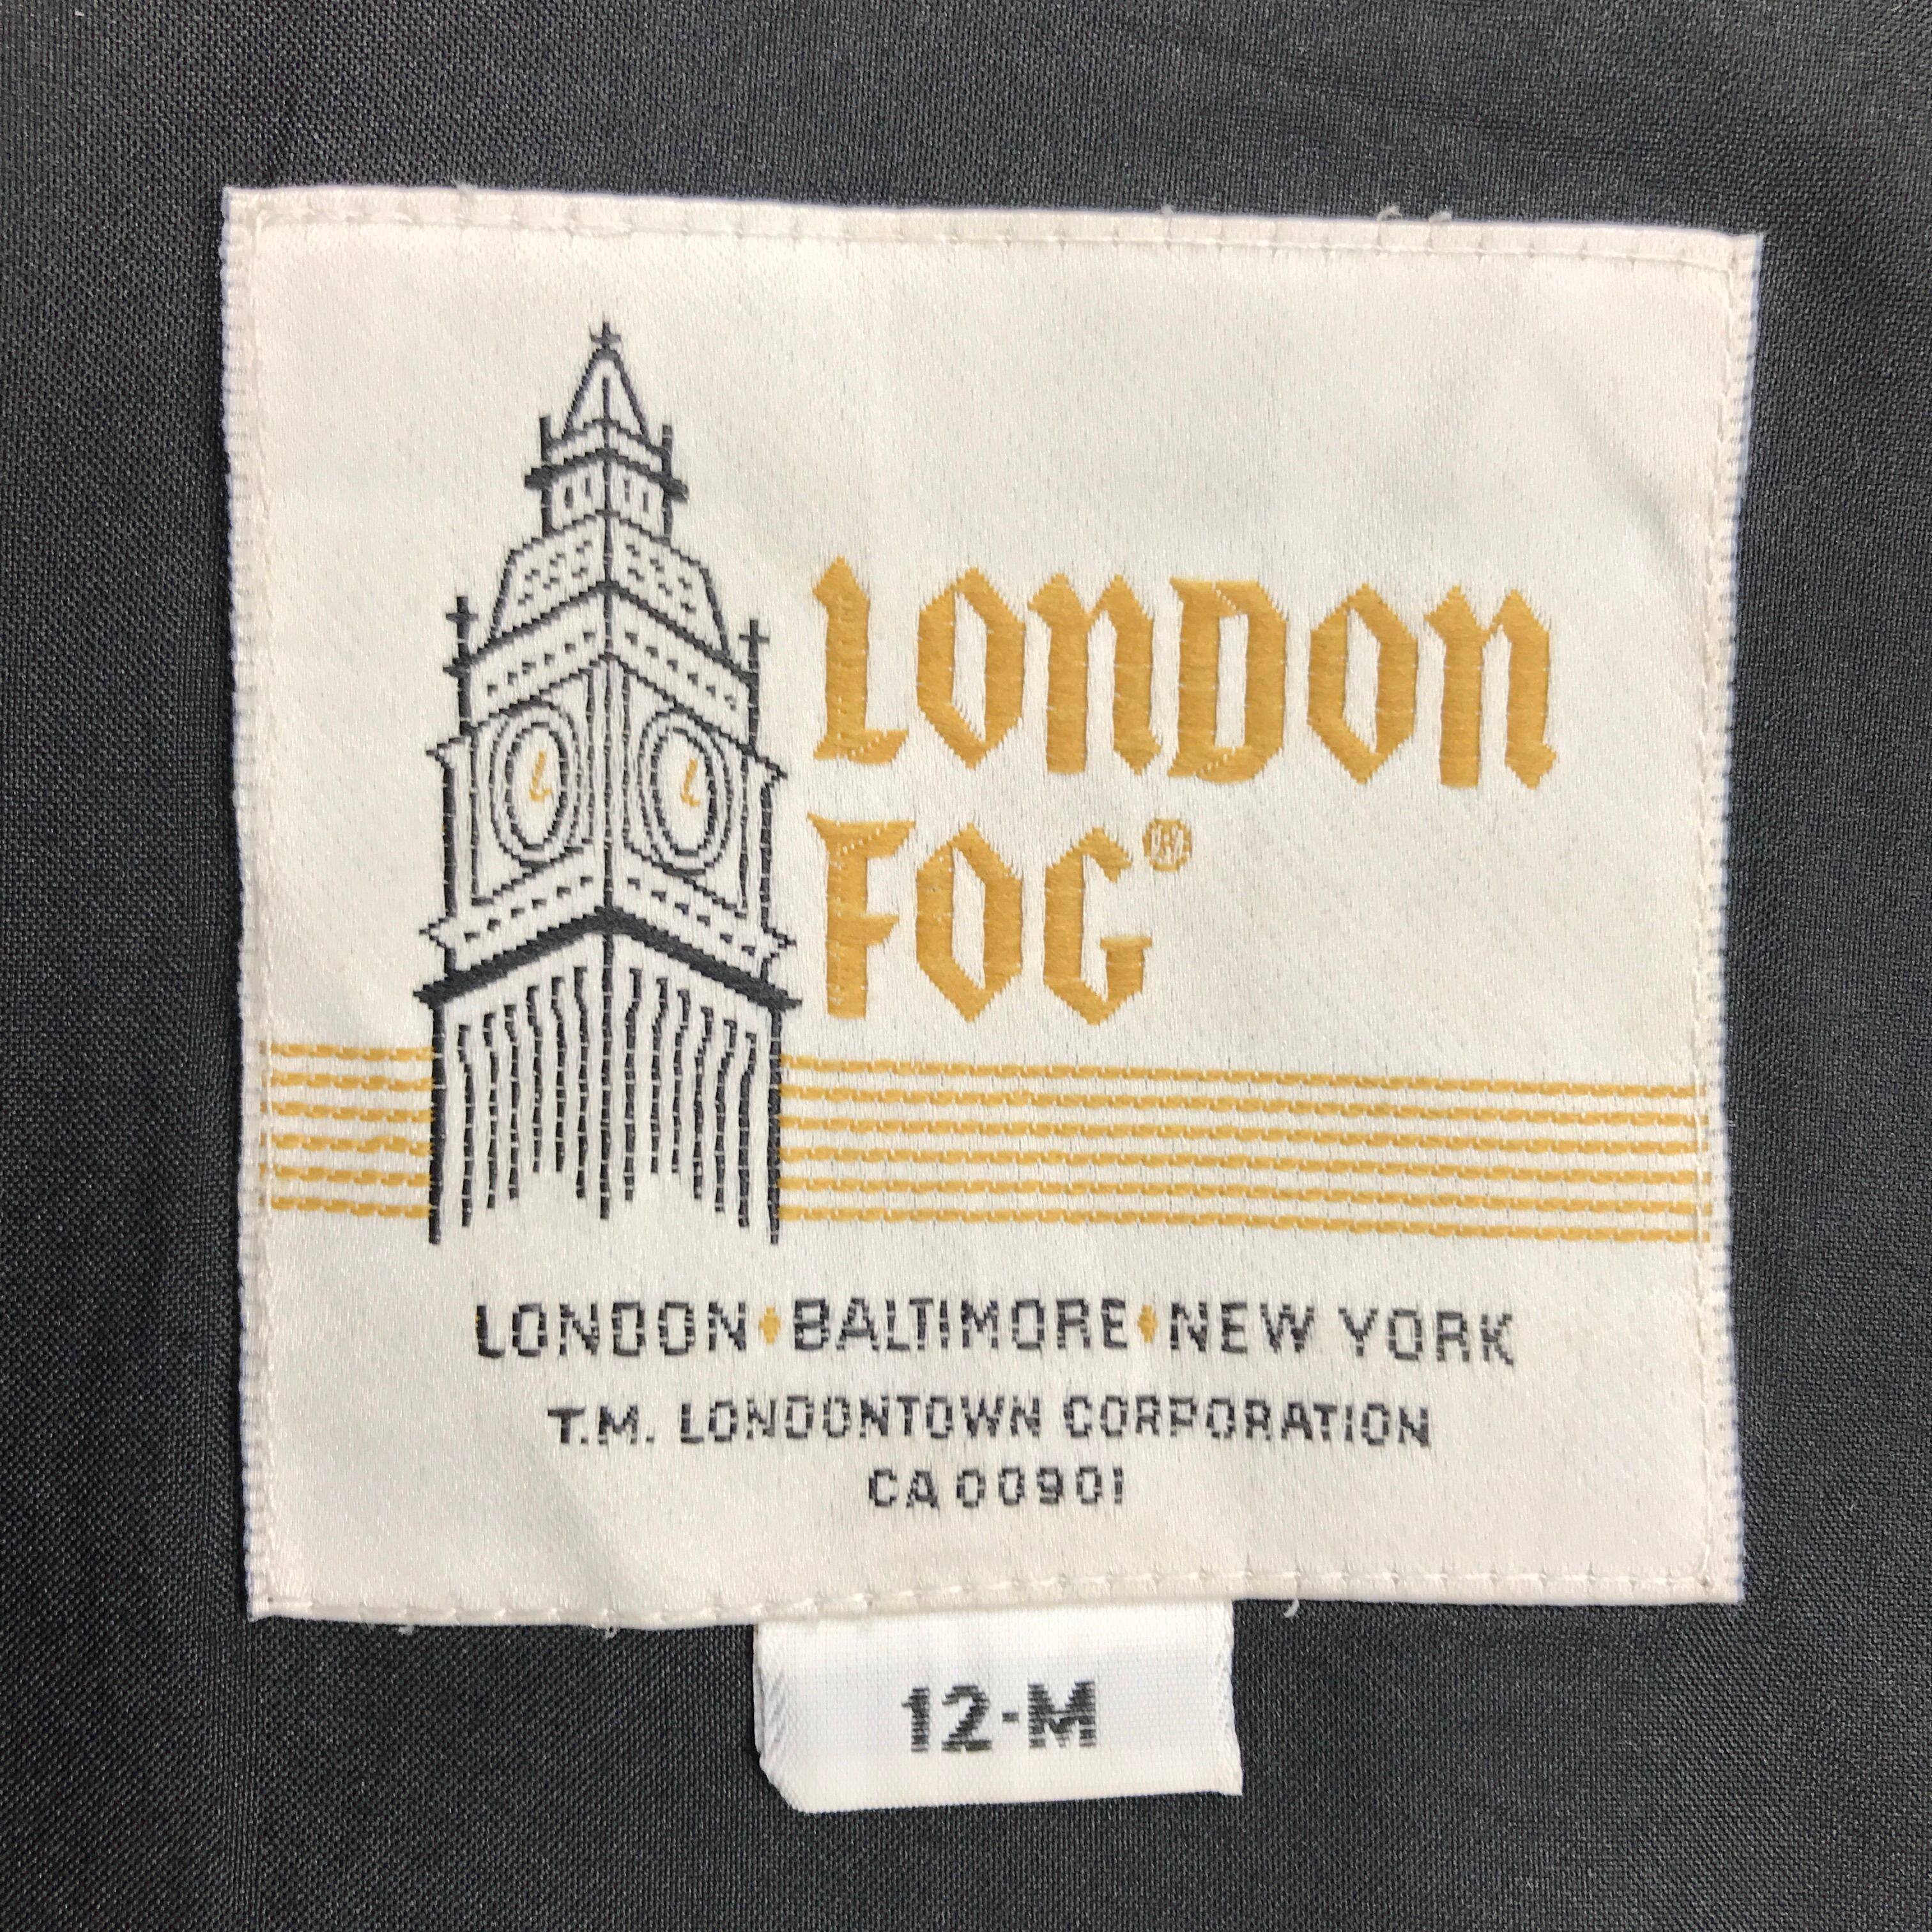 LONDON
FOG®
LONDON♦BALTIMORE♦NEW YORK
T.M. LONDONTOWN CORPORATION
CA00901
12-M